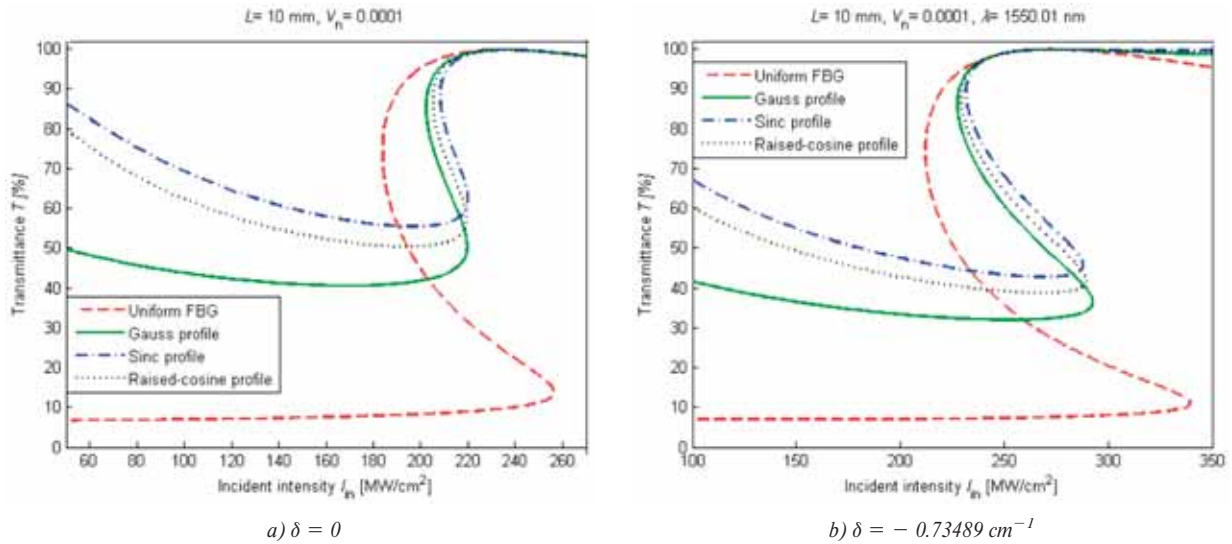 L= 10 mm, Vn= 0.0001
Transmittance T [%]
100
90
80
70
60
50
40
30
20
10
0
Uniform FBG
Gauss profile
Sinc profile
Raised-cosine profile
60 80 100 120 140 160 180 200 220 240 260
Incident intensity Iin [MW/cm²]
a) δ = 0
L= 10 mm, Vn= 0.0001, λ= 1550.01 nm
Transmittance T [%]
100
90
80
70
60
50
40
30
20
10
0
Uniform FBG
Gauss profile
Sinc profile
Raised-cosine profile
100 150 200 250 300 350
Incident intensity Iin [MW/cm²]
b) δ = − 0.73489 cm⁻¹